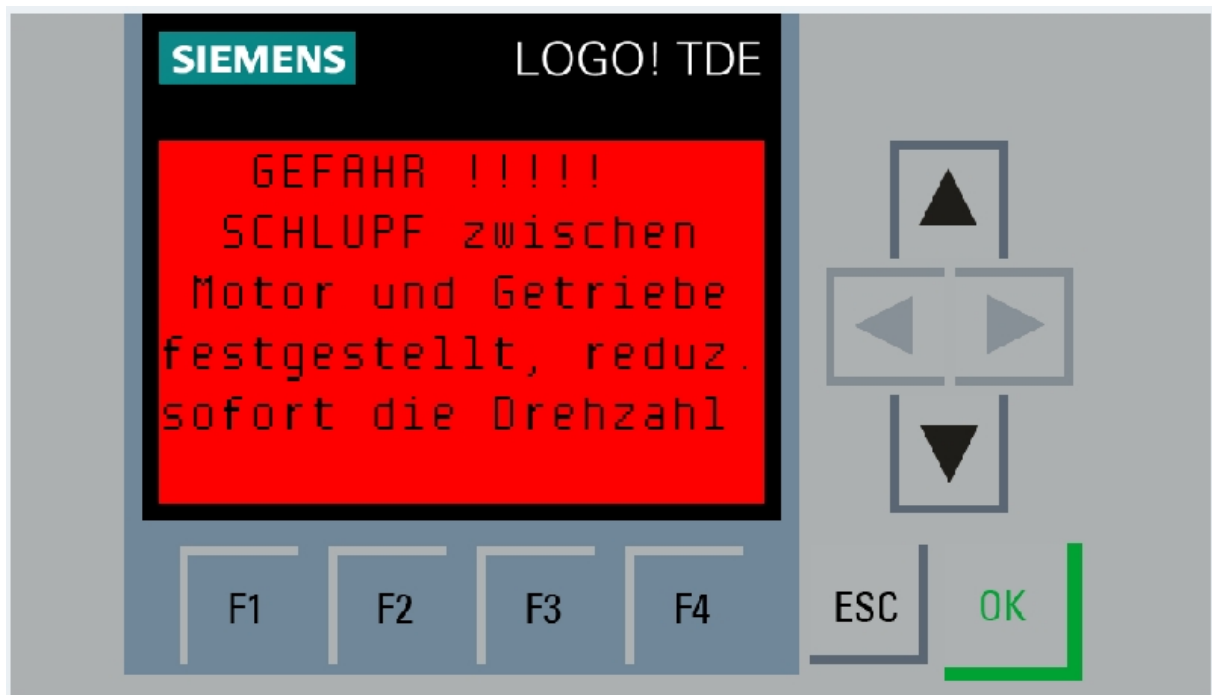 SIEMENS LOGO! TDE
GEFAHR !!!!!
SCHLUPF zwischen
Motor und Getriebe
festgestellt, reduz.
sofort die Drehzahl
F1 F2 F3 F4 ESC OK